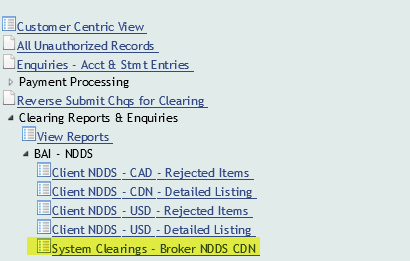 Customer Centric View
All Unauthorized Records
Enquiries - Acct & Stmt Entries
Payment Processing
Reverse Submit Chqs for Clearing
Clearing Reports & Enquiries
View Reports
BAI - NDDS
Client NDDS - CAD - Rejected Items
Client NDDS - CDN - Detailed Listing
Client NDDS - USD - Rejected Items
Client NDDS - USD - Detailed Listing
System Clearings - Broker NDDS CDN